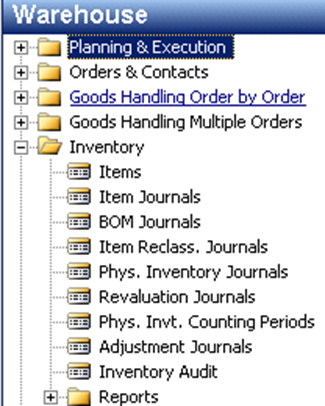 Warehouse
Planning & Execution
Orders & Contacts
Goods Handling Order by Order
Goods Handling Multiple Orders
Inventory
Items
Item Journals
BOM Journals
Item Reclass. Journals
Phys. Inventory Journals
Revaluation Journals
Phys. Invt. Counting Periods
Adjustment Journals
Inventory Audit
Reports